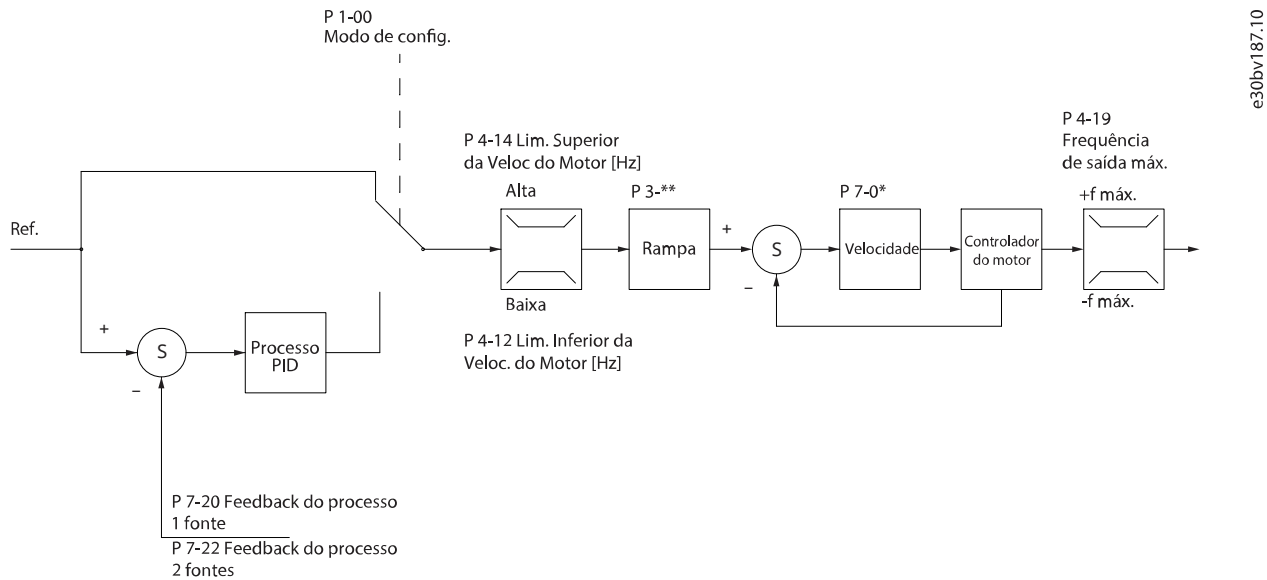 P 1-00
Modo de config.
e30bv187.10
P 4-14 Lim. Superior
da Veloc do Motor [Hz]
P 4-19
Frequência
de saída máx.
Alta
P 3-**
P 7-0*
+f máx.
Ref.
+
S
Rampa
Velocidade
Controlador
do motor
–
Baixa
-f máx.
P 4-12 Lim. Inferior da
Veloc. do Motor [Hz]
+
S
Processo
PID
–
P 7-20 Feedback do processo
1 fonte
P 7-22 Feedback do processo
2 fontes